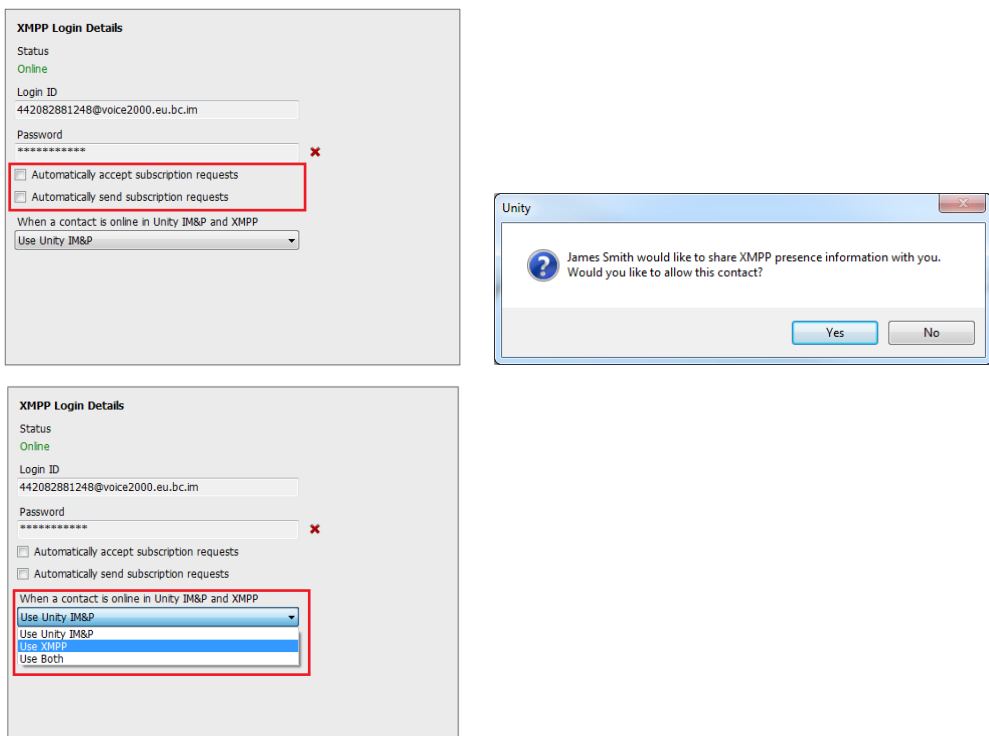 XMPP Login Details
Status
Online
Login ID
442082881248@voice2000.eu.bc.im
Password
***********
Automatically accept subscription requests
Automatically send subscription requests
When a contact is online in Unity IM&P and XMPP
Use Unity IM&P
Unity
James Smith would like to share XMPP presence information with you.
Would you like to allow this contact?
Yes No
XMPP Login Details
Status
Online
Login ID
442082881248@voice2000.eu.bc.im
Password
***********
Automatically accept subscription requests
Automatically send subscription requests
When a contact is online in Unity IM&P and XMPP
Use Unity IM&P
Use Unity IM&P
Use XMPP
Use Both